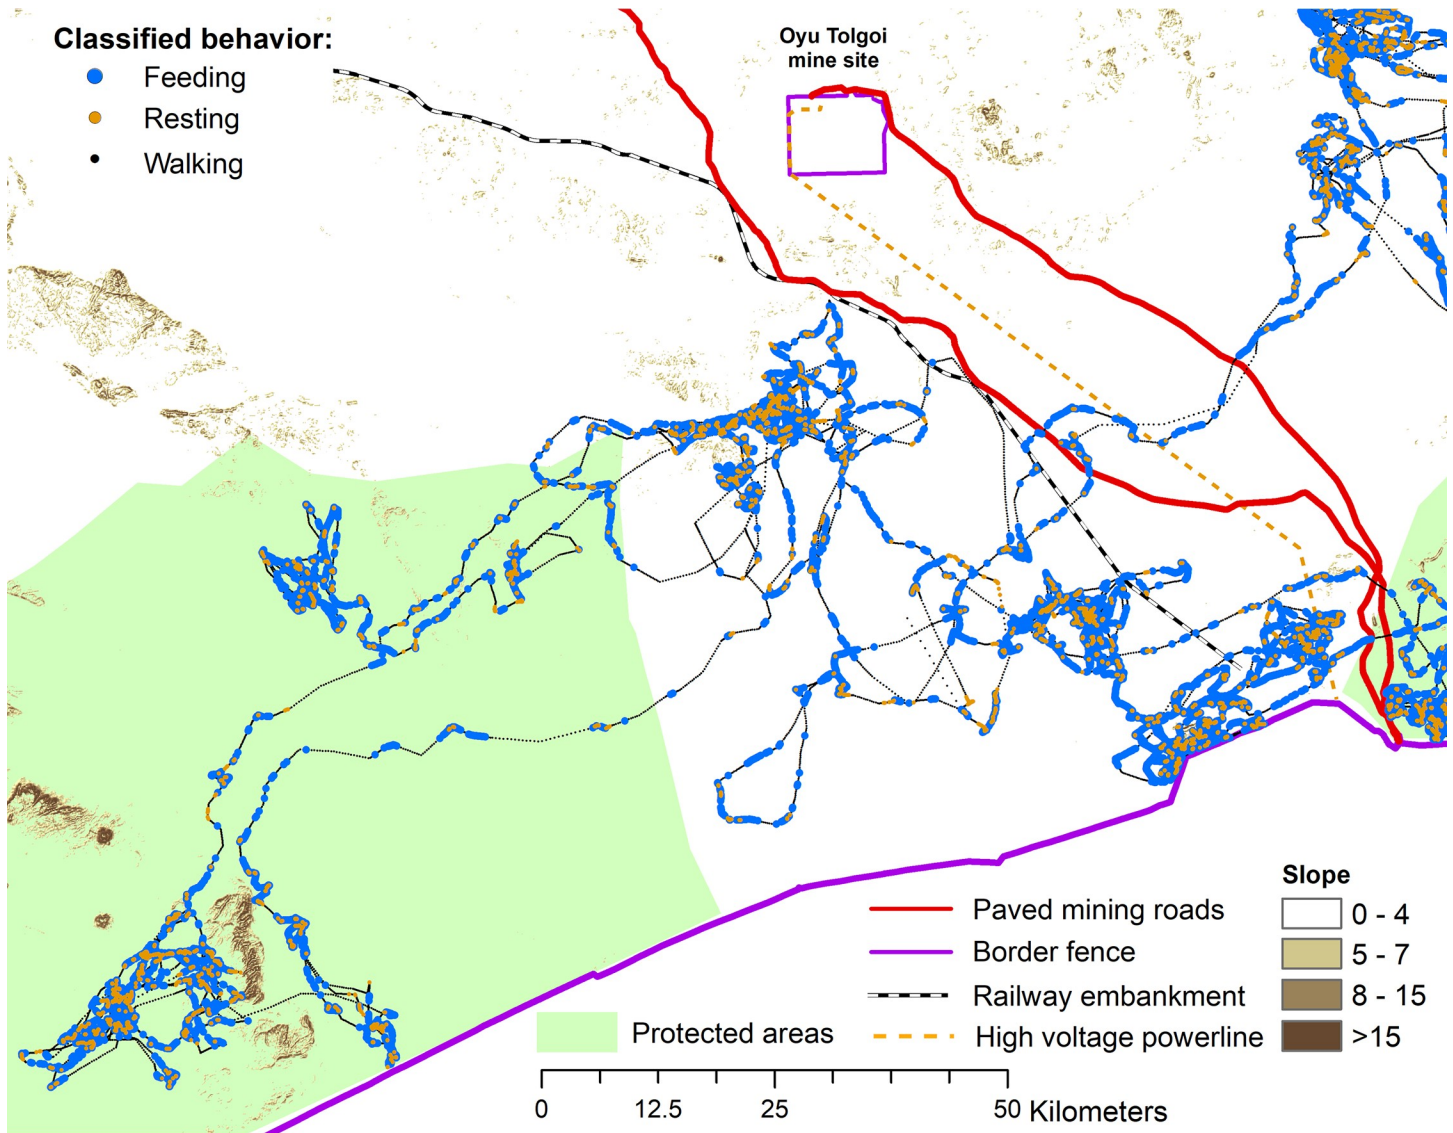 Classified behavior:
Feeding
Resting
Walking
Oyu Tolgoi
mine site
Paved mining roads
Border fence
Railway embankment
High voltage powerline
Protected areas
Slope
0 - 4
5 - 7
8 - 15
>15
0 12.5 25 50 Kilometers